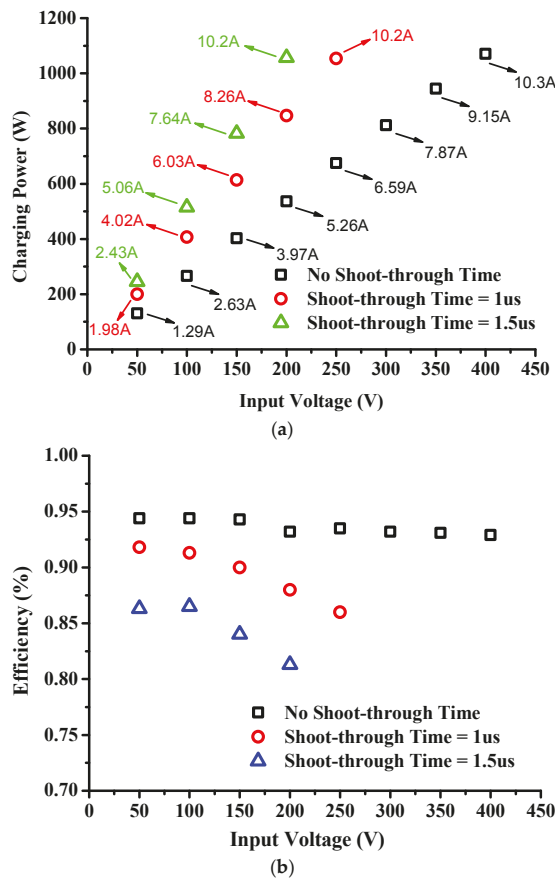 (a)
1200
1000
800
600
400
200
0
Charging Power (W)
10.2A
10.2A
7.64A
8.26A
10.3A
5.06A
6.03A
9.15A
2.43A
4.02A
7.87A
1.98A
6.59A
5.26A
3.97A
2.63A
1.29A
No Shoot-through Time
Shoot-through Time = 1us
Shoot-through Time = 1.5us
0 50 100 150 200 250 300 350 400 450
Input Voltage (V)
(a)
1.00
0.95
0.90
0.85
0.80
0.75
0.70
Efficiency (%)
No Shoot-through Time
Shoot-through Time = 1us
Shoot-through Time = 1.5us
0 50 100 150 200 250 300 350 400 450
Input Voltage (V)
(b)